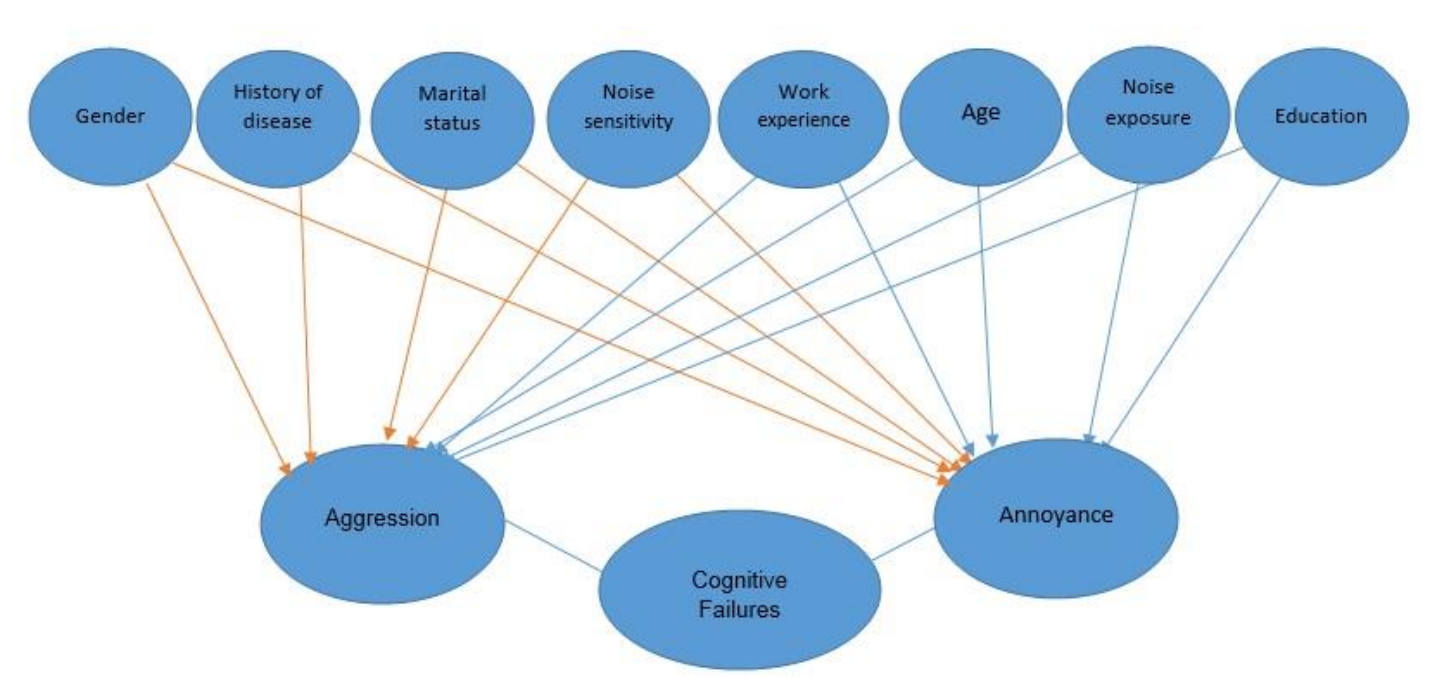 Gender
History of
disease
Marital
status
Noise
sensitivity
Work
experience
Age
Noise
exposure
Education
Aggression
Annoyance
Cognitive
Failures